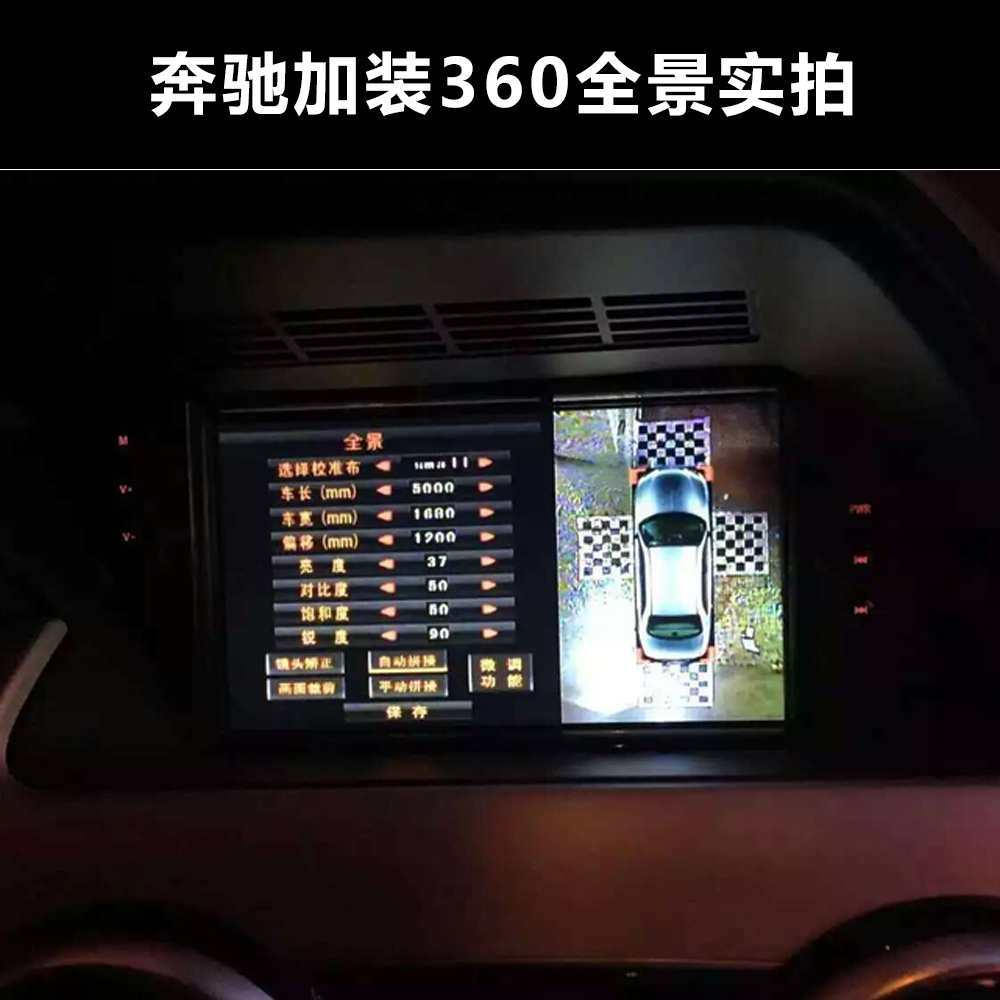 奔驰加装360全景实拍
M
V+
V-
PWR
全景
选择校准布
车长(mm) 5000
车宽(mm) 1680
偏移(mm) 1200
亮度 37
对比度 50
饱和度 50
锐度 90
镜头矫正 自动拼接 微调
画面裁剪 手动拼接 功能
保存